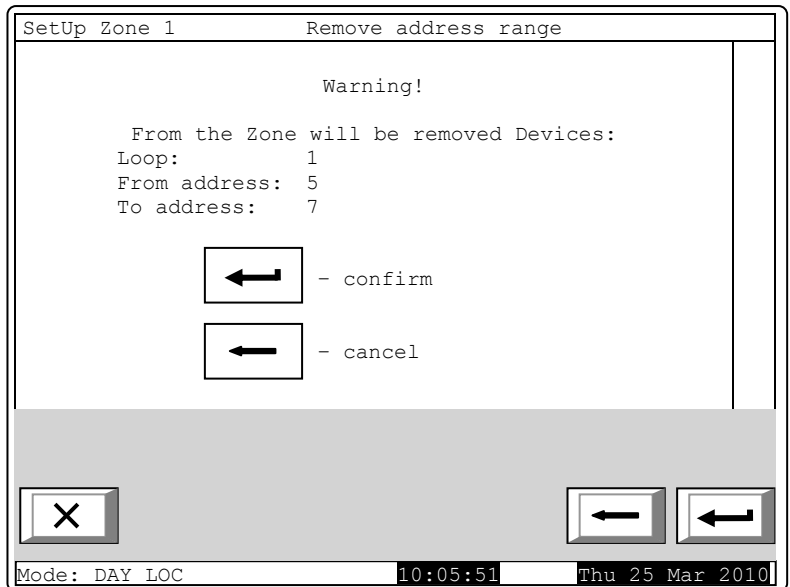 SetUp Zone 1 Remove address range
Warning!
From the Zone will be removed Devices:
Loop: 1
From address: 5
To address: 7
- confirm
- cancel
Mode: DAY LOC 10:05:51 Thu 25 Mar 2010